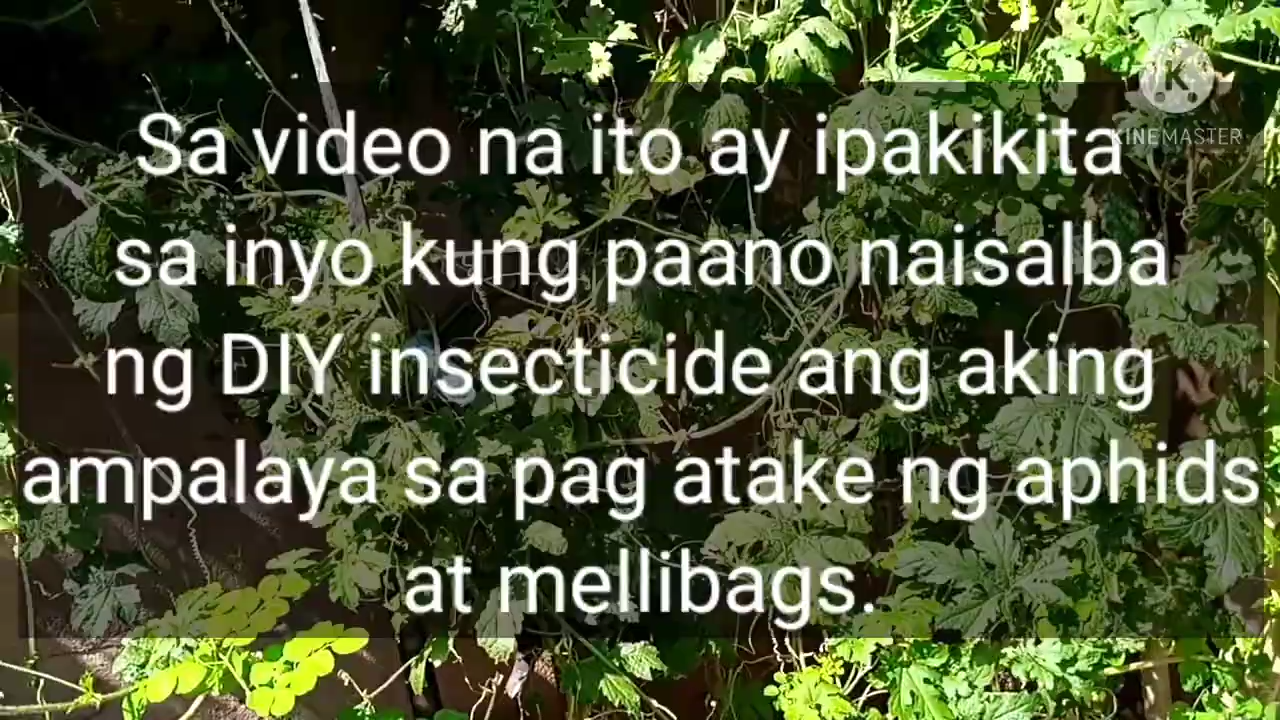 Sa video na ito ay ipakikita
sa inyo kung paano naisalba
ng DIY insecticide ang aking
ampalaya sa pag atake ng aphids
at mellibags.
K
KINEMASTER